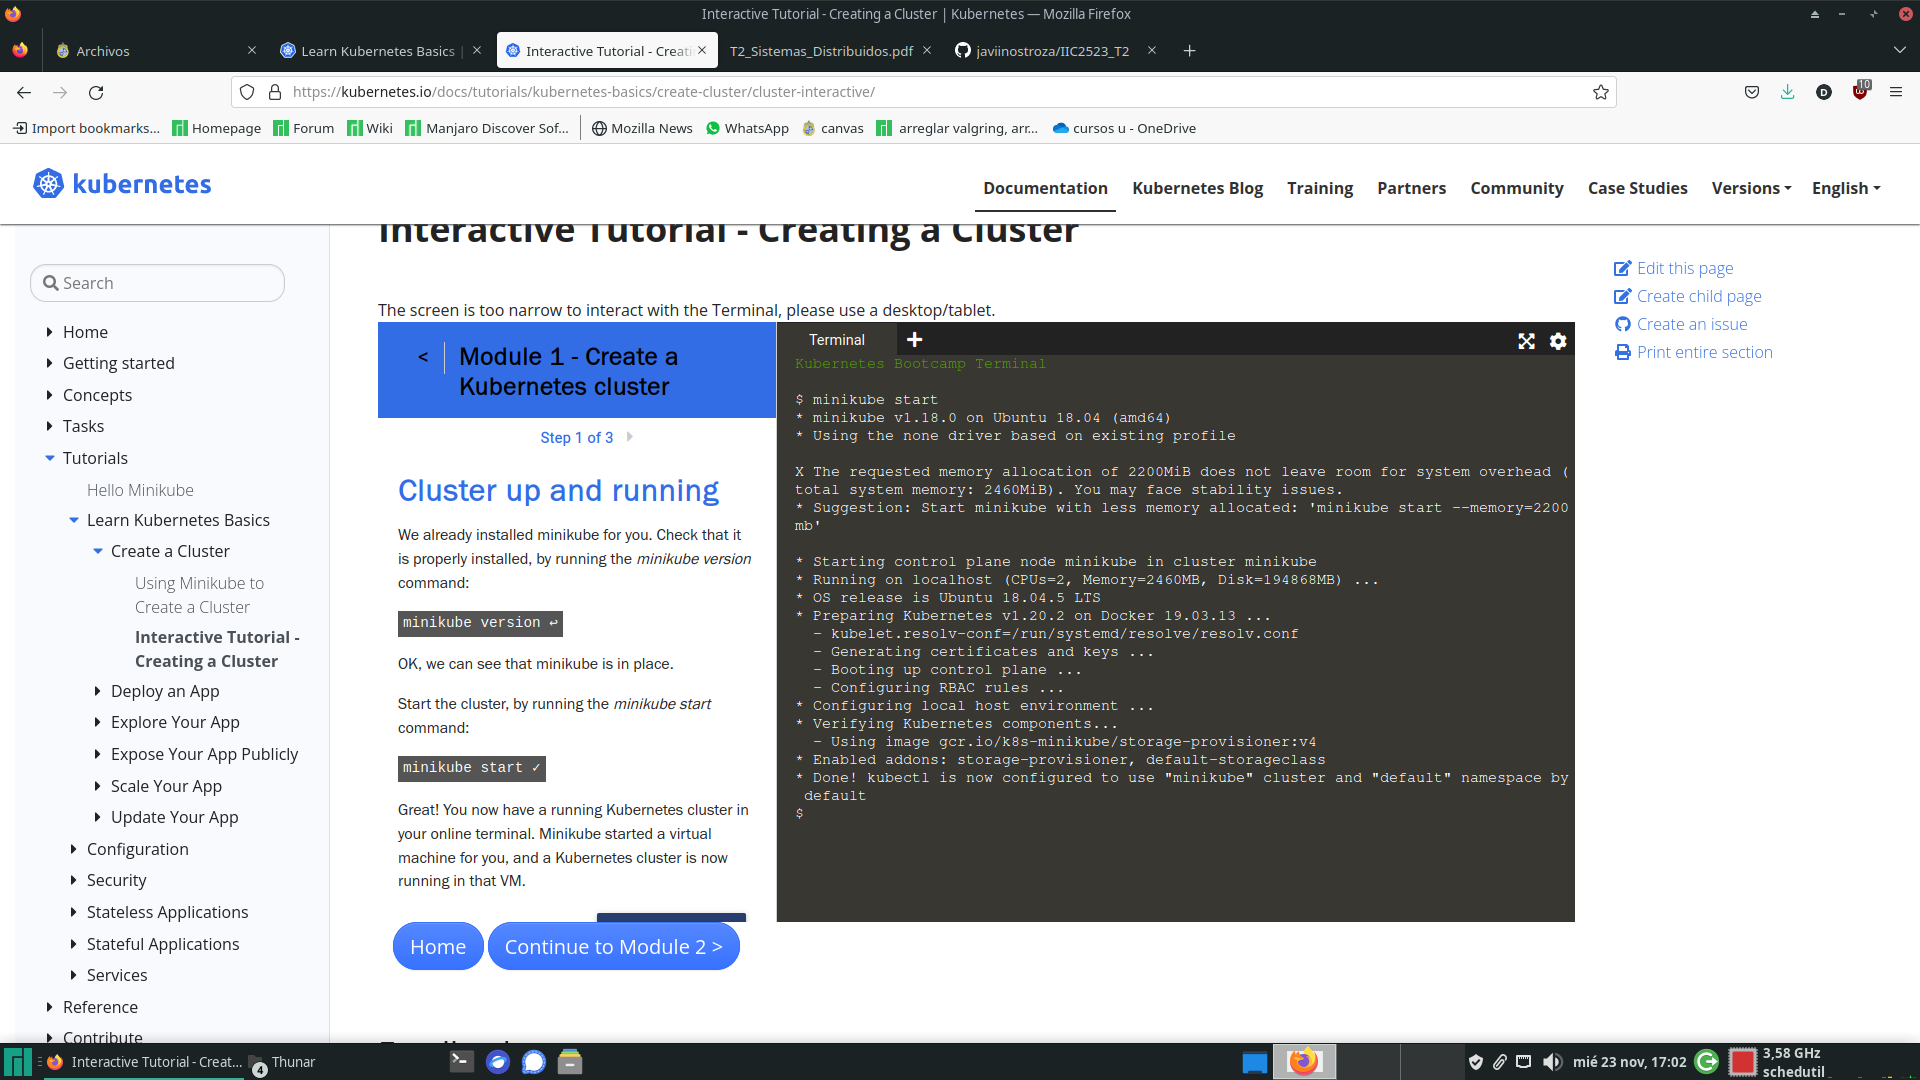 Interactive Tutorial - Creating a Cluster | Kubernetes — Mozilla Firefox
Archivos
Learn Kubernetes Basics |
Interactive Tutorial - Creati
T2_Sistemas_Distribuidos.pdf
javiinostroza/IIC2523_T2
https://kubernetes.io/docs/tutorials/kubernetes-basics/create-cluster/cluster-interactive/
10
Import bookmarks...
Homepage
Forum
Wiki
Manjaro Discover Sof...
Mozilla News
WhatsApp
canvas
arreglar valgring, arr...
cursos u - OneDrive
kubernetes
Documentation
Kubernetes Blog
Training
Partners
Community
Case Studies
Versions
English
Interactive Tutorial - Creating a Cluster
Search
Home
Getting started
Concepts
Tasks
Tutorials
Hello Minikube
Learn Kubernetes Basics
Create a Cluster
Using Minikube to
Create a Cluster
Interactive Tutorial -
Creating a Cluster
Deploy an App
Explore Your App
Expose Your App Publicly
Scale Your App
Update Your App
Configuration
Security
Stateless Applications
Stateful Applications
Services
Reference
Contribute
The screen is too narrow to interact with the Terminal, please use a desktop/tablet.
< Module 1 - Create a
Kubernetes cluster
Step 1 of 3
Cluster up and running
We already installed minikube for you. Check that it
is properly installed, by running the minikube version
command:
minikube version ↩
OK, we can see that minikube is in place.
Start the cluster, by running the minikube start
command:
minikube start ✓
Great! You now have a running Kubernetes cluster in
your online terminal. Minikube started a virtual
machine for you, and a Kubernetes cluster is now
running in that VM.
Home
Continue to Module 2 >
Terminal
Kubernetes Bootcamp Terminal
$ minikube start
* minikube v1.18.0 on Ubuntu 18.04 (amd64)
* Using the none driver based on existing profile
X The requested memory allocation of 2200MiB does not leave room for system overhead (
total system memory: 2460MiB). You may face stability issues.
* Suggestion: Start minikube with less memory allocated: 'minikube start --memory=2200
mb'
* Starting control plane node minikube in cluster minikube
* Running on localhost (CPUs=2, Memory=2460MB, Disk=194868MB) ...
* OS release is Ubuntu 18.04.5 LTS
* Preparing Kubernetes v1.20.2 on Docker 19.03.13 ...
- kubelet.resolv-conf=/run/systemd/resolve/resolv.conf
- Generating certificates and keys ...
- Booting up control plane ...
- Configuring RBAC rules ...
* Configuring local host environment ...
* Verifying Kubernetes components...
- Using image gcr.io/k8s-minikube/storage-provisioner:v4
* Enabled addons: storage-provisioner, default-storageclass
* Done! kubectl is now configured to use "minikube" cluster and "default" namespace by
default
$
Edit this page
Create child page
Create an issue
Print entire section
Interactive Tutorial - Creat...
4
Thunar
mié 23 nov, 17:02
3,58 GHz
schedutil